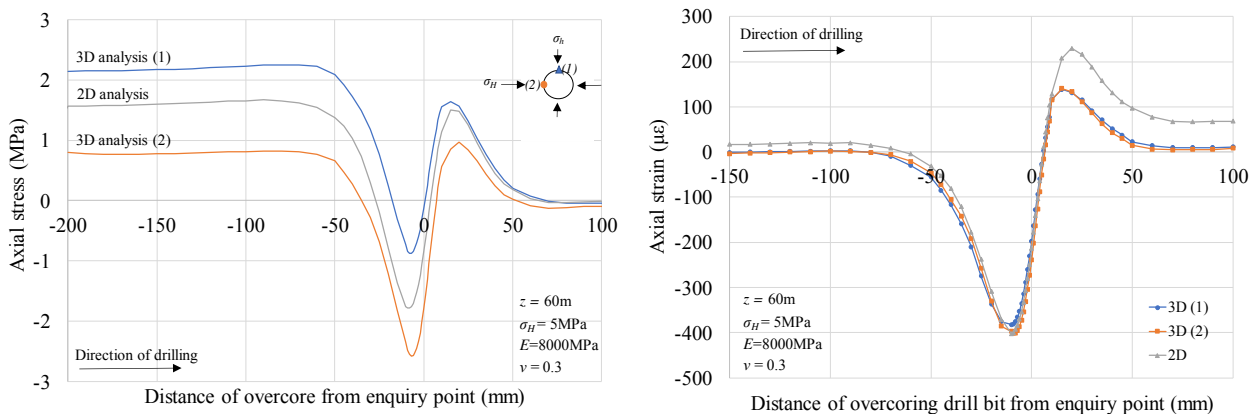 3
2
1
0
-1
-2
-3
-200
-150
-100
-50
0
50
100
Axial stress (MPa)
3D analysis (1)
2D analysis
3D analysis (2)
σh
(1)
σH
(2)
z = 60m
σH = 5MPa
E=8000MPa
v = 0.3
Direction of drilling
Distance of overcore from enquiry point (mm)
300
200
100
0
-100
-200
-300
-400
-500
-150
-100
-50
0
50
100
Axial strain (με)
Direction of drilling
z = 60m
σH = 5MPa
E=8000MPa
v = 0.3
3D (1)
3D (2)
2D
Distance of overcoring drill bit from enquiry point (mm)